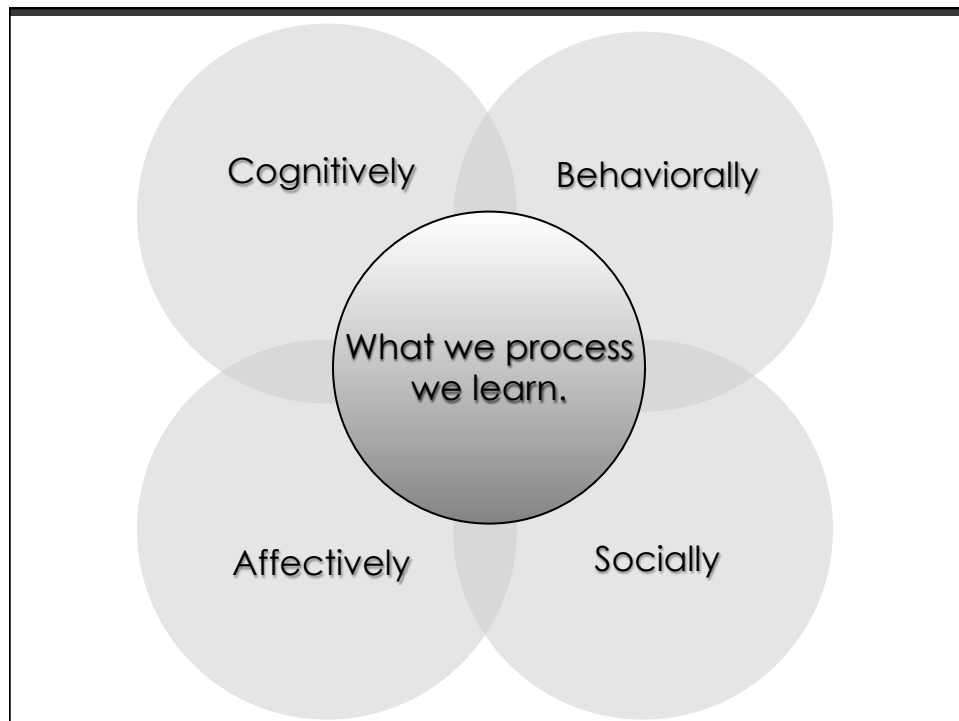 Cognitively
Behaviorally
What we process
we learn.
Affectively
Socially